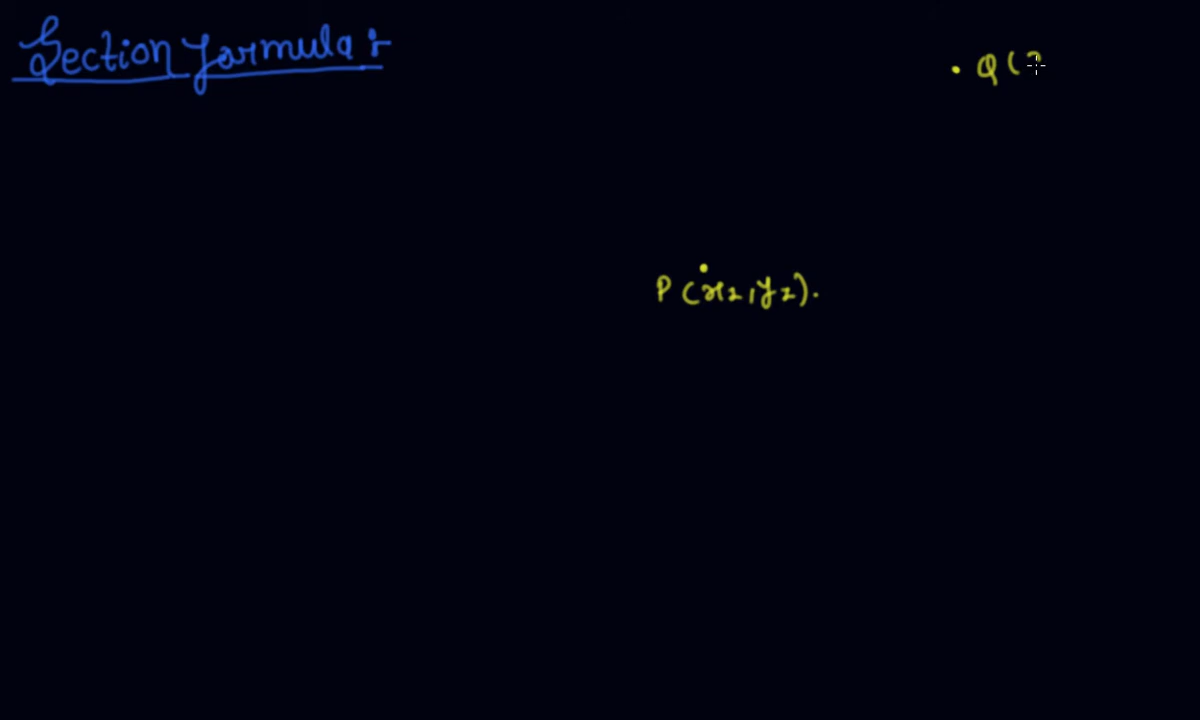 Section formula :
. Q (
P (x2, y2).